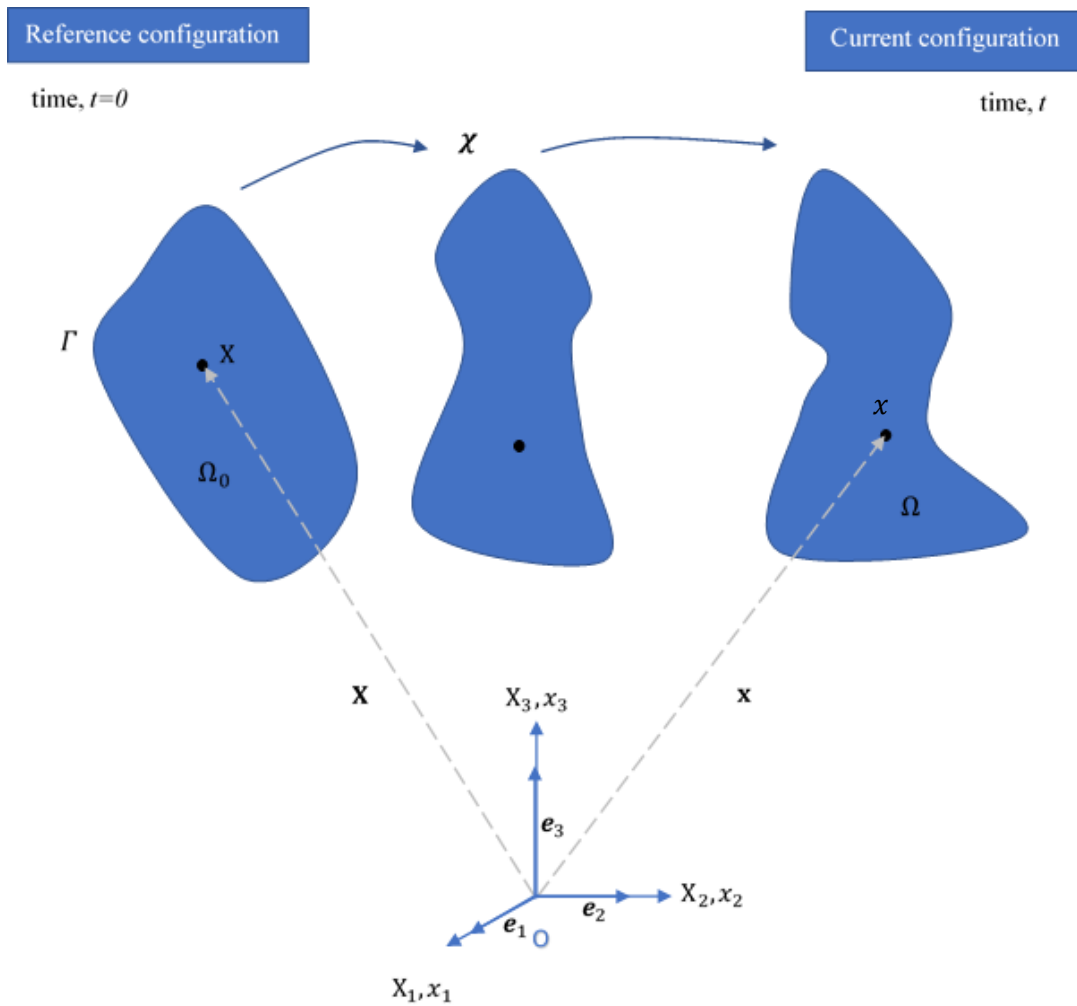 Reference configuration
Current configuration
time, t=0
time, t
χ
Γ
X
x
Ω₀
Ω
X
x
X₃, x₃
e₃
X₂, x₂
e₂
e₁
O
X₁, x₁